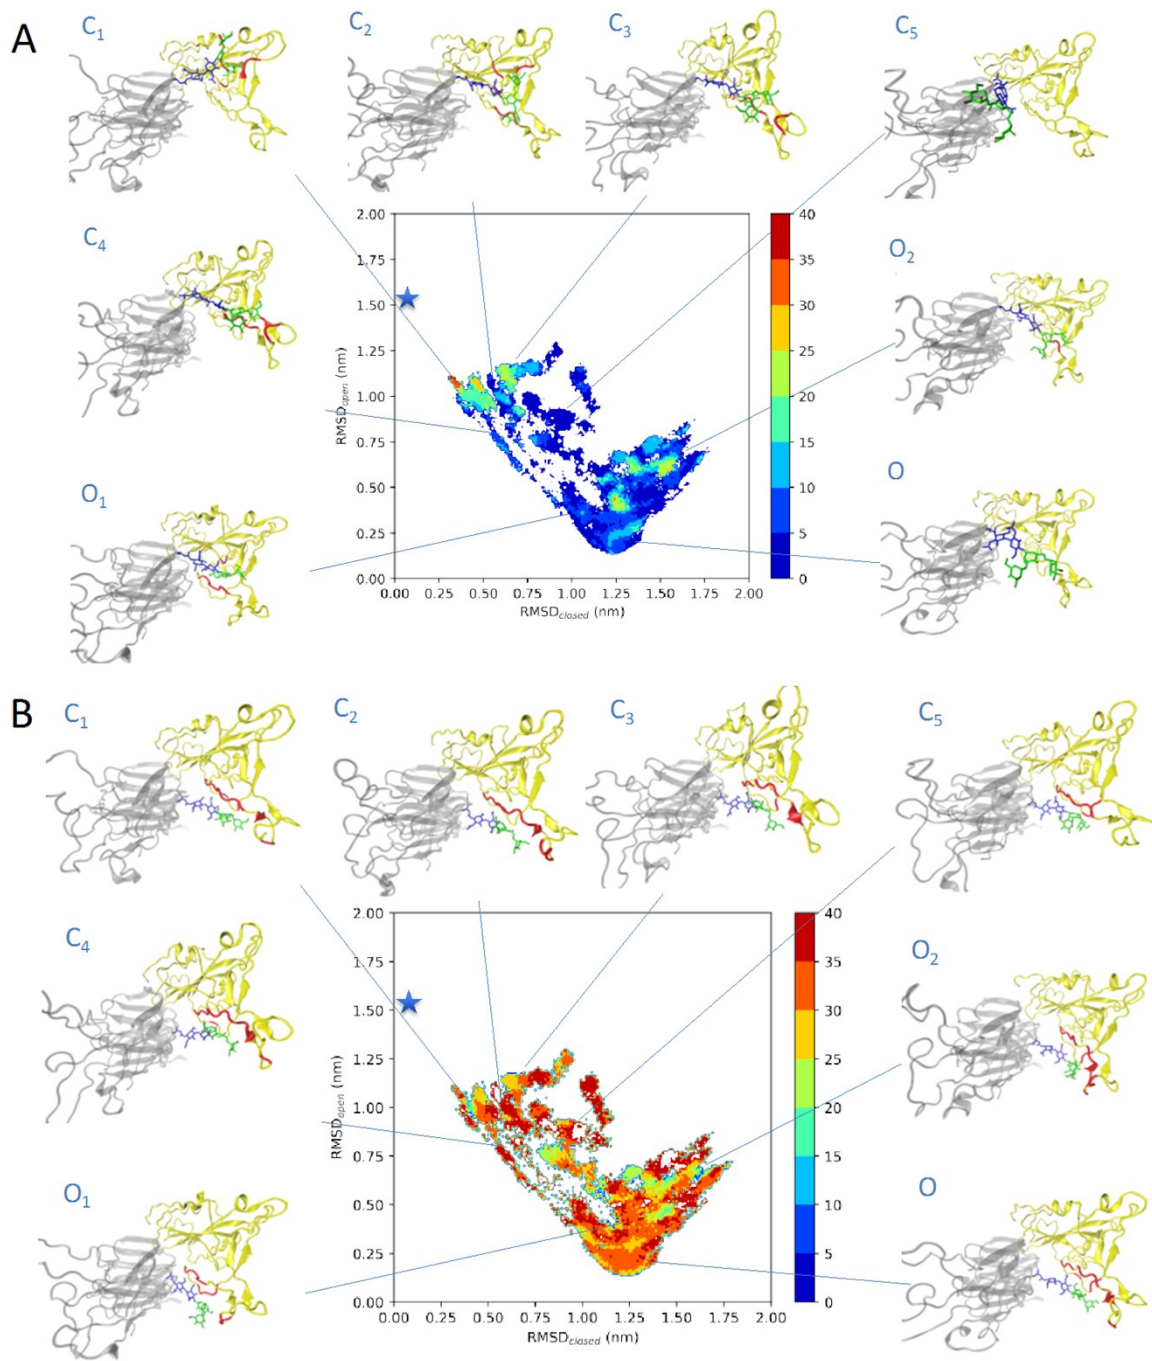 A
C1
C2
C3
C5
C4
O2
O1
O
2.00
1.75
1.50
1.25
1.00
0.75
0.50
0.25
0.00
RMSDopen (nm)
0.00 0.25 0.50 0.75 1.00 1.25 1.50 1.75 2.00
RMSDclosed (nm)
40
35
30
25
20
15
10
5
0
B
C1
C2
C3
C5
C4
O2
O1
O
2.00
1.75
1.50
1.25
1.00
0.75
0.50
0.25
0.00
RMSDopen (nm)
0.00 0.25 0.50 0.75 1.00 1.25 1.50 1.75 2.00
RMSDclosed (nm)
40
35
30
25
20
15
10
5
0